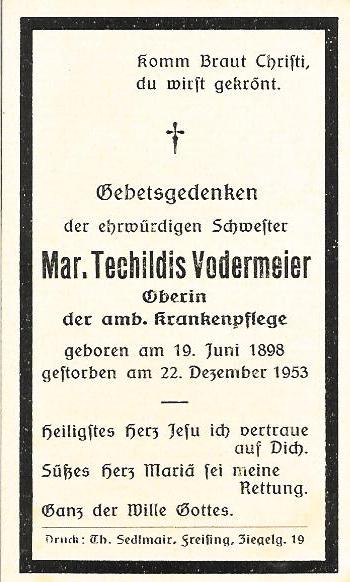 Komm Braut Christi,
du wirst gekrönt.
†
Gebetsgedenken
der ehrwürdigen Schwester
Mar. Techildis Vodermeier
Oberin
der amb. Krankenpflege
geboren am 19. Juni 1898
gestorben am 22. Dezember 1953
Heiligstes Herz Jesu ich vertraue
auf Dich.
Süßes Herz Mariä sei meine
Rettung.
Ganz der Wille Gottes.
Druck: Th. Sedlmair, Freising, Ziegelg. 19